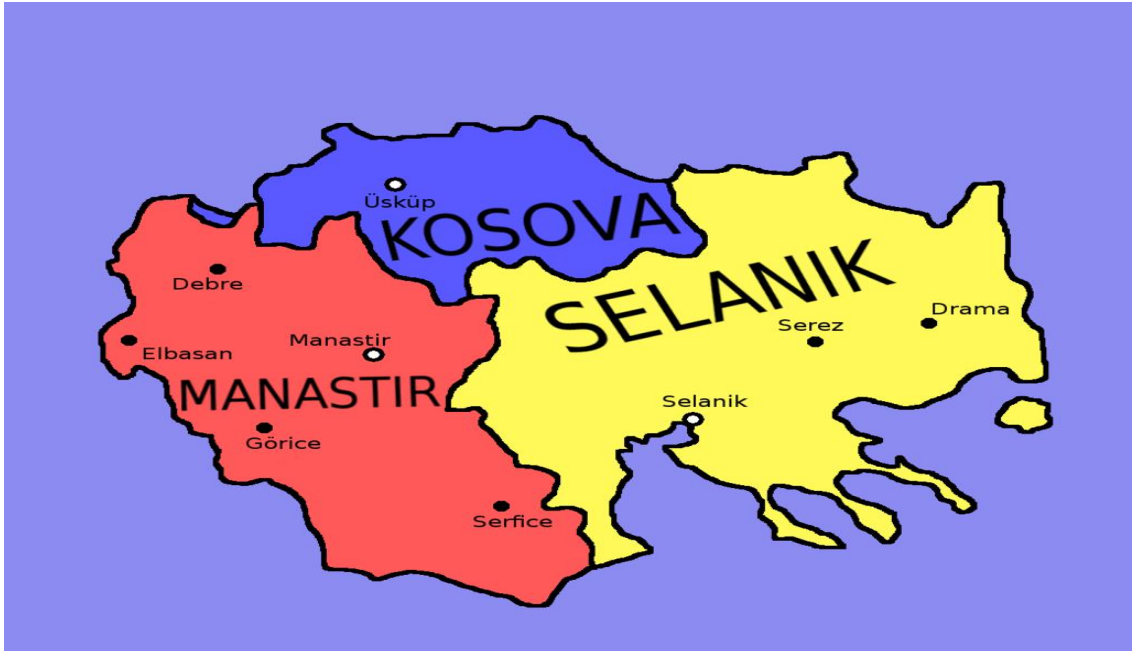 Üsküp
KOSOVA
SELANIK
Debre
Drama
Serez
Manastir
Elbasan
MANASTIR
Selanik
Görice
Serfice